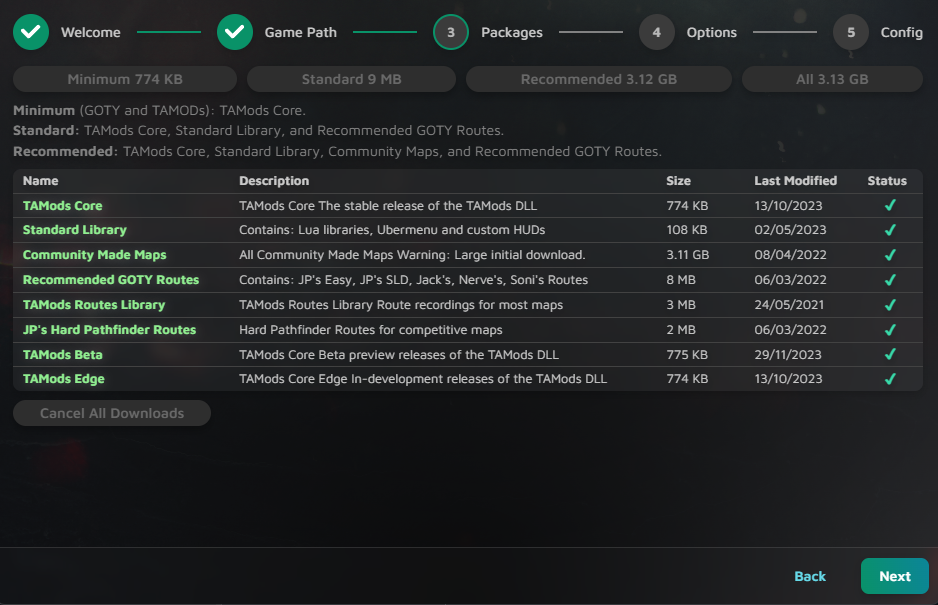 Welcome Game Path 3 Packages 4 Options 5 Config
Minimum 774 KB Standard 9 MB Recommended 3.12 GB All 3.13 GB
Minimum (GOTY and TAMODs): TAMods Core.
Standard: TAMods Core, Standard Library, and Recommended GOTY Routes.
Recommended: TAMods Core, Standard Library, Community Maps, and Recommended GOTY Routes.
Name Description Size Last Modified Status
TAMods Core TAMods Core The stable release of the TAMods DLL 774 KB 13/10/2023
Standard Library Contains: Lua libraries, Ubermenu and custom HUDs 108 KB 02/05/2023
Community Made Maps All Community Made Maps Warning: Large initial download. 3.11 GB 08/04/2022
Recommended GOTY Routes Contains: JP's Easy, JP's SLD, Jack's, Nerve's, Soni's Routes 8 MB 06/03/2022
TAMods Routes Library TAMods Routes Library Route recordings for most maps 3 MB 24/05/2021
JP's Hard Pathfinder Routes Hard Pathfinder Routes for competitive maps 2 MB 06/03/2022
TAMods Beta TAMods Core Beta preview releases of the TAMods DLL 775 KB 29/11/2023
TAMods Edge TAMods Core Edge In-development releases of the TAMods DLL 774 KB 13/10/2023
Cancel All Downloads
Back Next